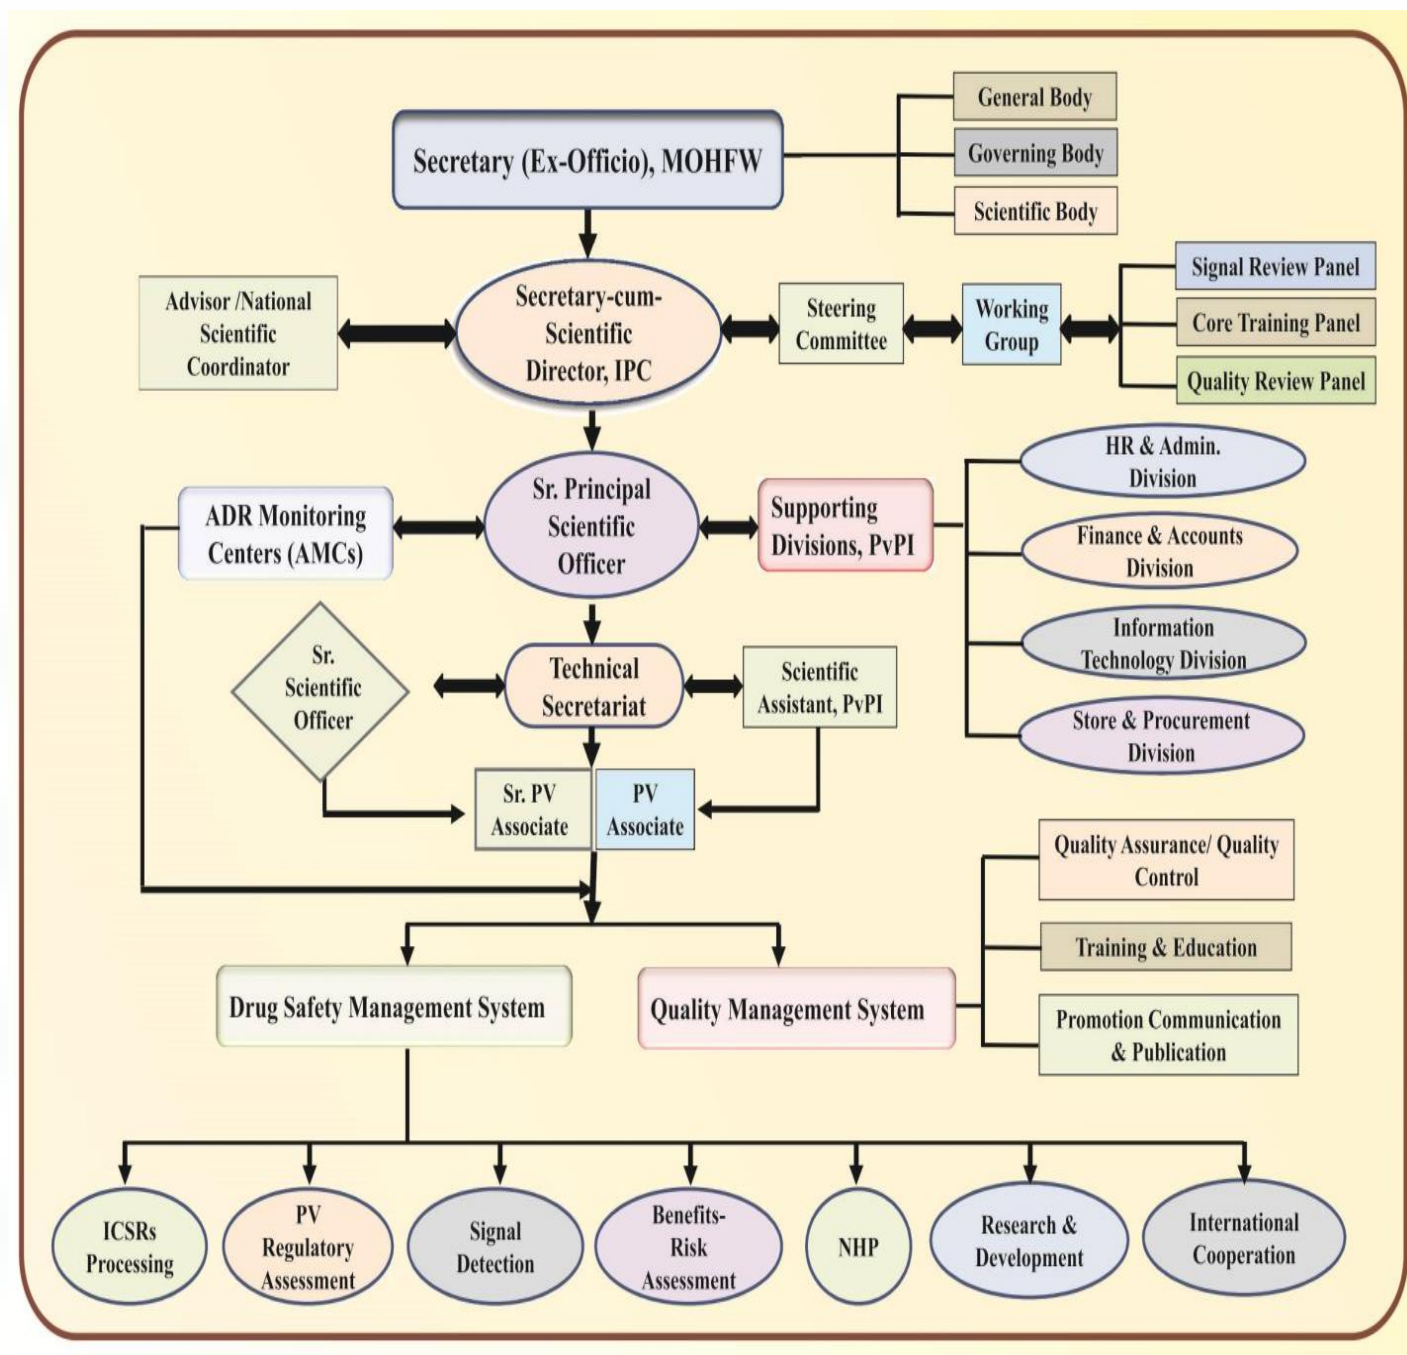 General Body
Secretary (Ex-Officio), MOHFW
Governing Body
Scientific Body
Advisor /National
Scientific
Coordinator
Secretary-cum-
Scientific
Director, IPC
Steering
Committee
Working
Group
Signal Review Panel
Core Training Panel
Quality Review Panel
ADR Monitoring
Centers (AMCs)
Sr. Principal
Scientific
Officer
Supporting
Divisions, PvPI
HR & Admin.
Division
Finance & Accounts
Division
Information
Technology Division
Store & Procurement
Division
Sr.
Scientific
Officer
Technical
Secretariat
Scientific
Assistant, PvPI
Sr. PV
Associate
PV
Associate
Quality Assurance/ Quality
Control
Training & Education
Promotion Communication
& Publication
Drug Safety Management System
Quality Management System
ICSRs
Processing
PV
Regulatory
Assessment
Signal
Detection
Benefits-
Risk
Assessment
NHP
Research &
Development
International
Cooperation